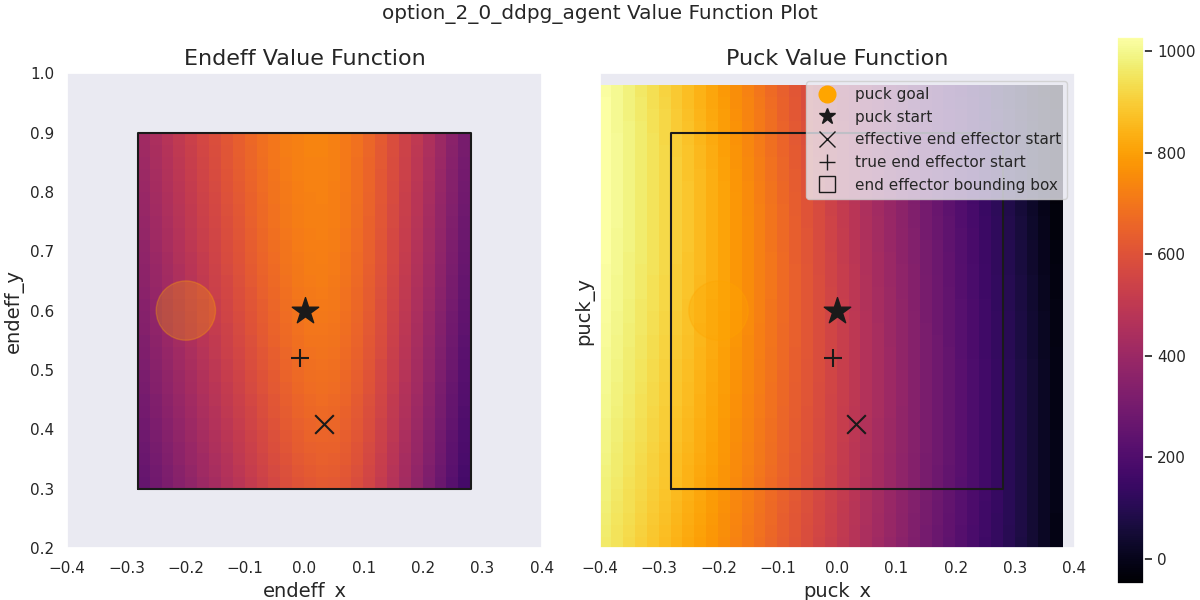 option_2_0_ddpg_agent Value Function Plot
Endeff Value Function
1.0
0.9
0.8
0.7
0.6
0.5
0.4
0.3
0.2
endeff_y
−0.4 −0.3 −0.2 −0.1 0.0 0.1 0.2 0.3 0.4
endeff_x
Puck Value Function
puck goal
puck start
effective end effector start
true end effector start
end effector bounding box
puck_y
−0.4 −0.3 −0.2 −0.1 0.0 0.1 0.2 0.3 0.4
puck_x
1000
800
600
400
200
0